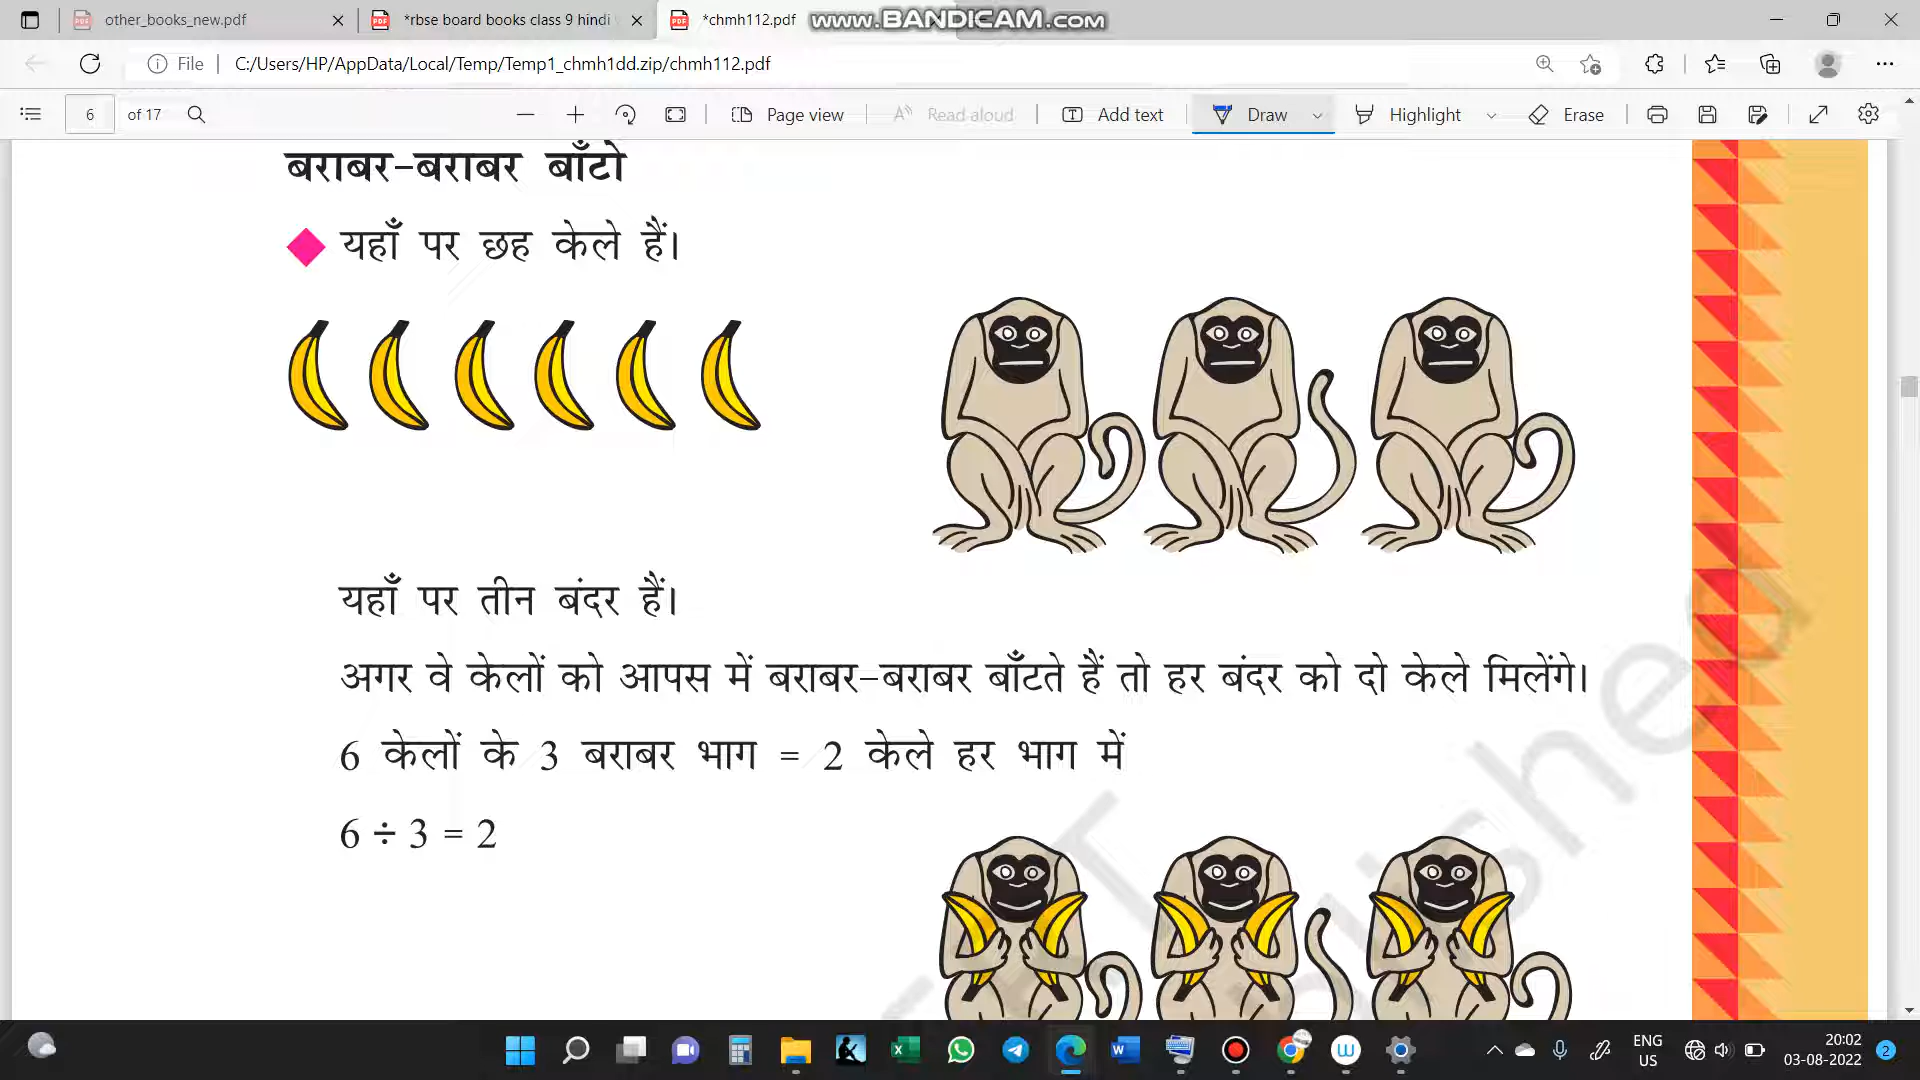 other_books_new.pdf
*rbse board books class 9 hindi
*chmh112.pdf
www.BANDICAM.com
File
C:/Users/HP/AppData/Local/Temp/Temp1_chmh1dd.zip/chmh112.pdf
6 of 17
Page view
Read aloud
Add text
Draw
Highlight
Erase
बराबर-बराबर बाँटो
यहाँ पर छह केले हैं।
यहाँ पर तीन बंदर हैं।
अगर वे केलों को आपस में बराबर-बराबर बाँटते हैं तो हर बंदर को दो केले मिलेंगे।
6 केलों के 3 बराबर भाग = 2 केले हर भाग में
6 ÷ 3 = 2
ENG
US
20:02
03-08-2022
2